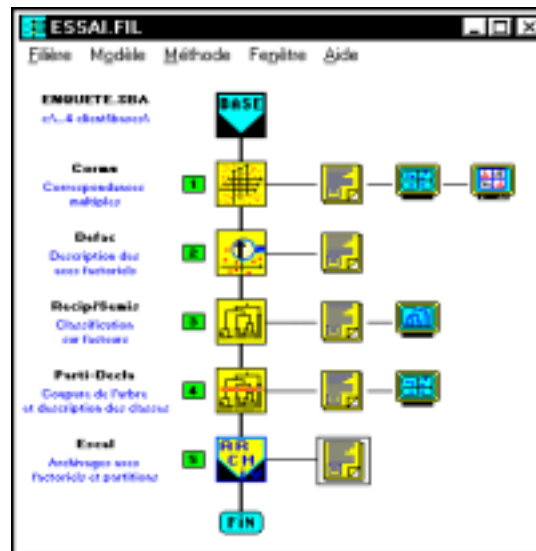 ESSAI.FIL
Filière Modèle Méthode Fenêtre Aide
ENQUETE.SBA
BASE
Corma
Correspondances
multiples
1
Defac
Description des
axes factoriels
2
Recip/Semis
Classification
sur facteurs
3
Parti-Decla
Coupure de l'arbre
et description des classes
4
Escal
Archivages axes
factoriels et partitions
5
ARCH
FIN